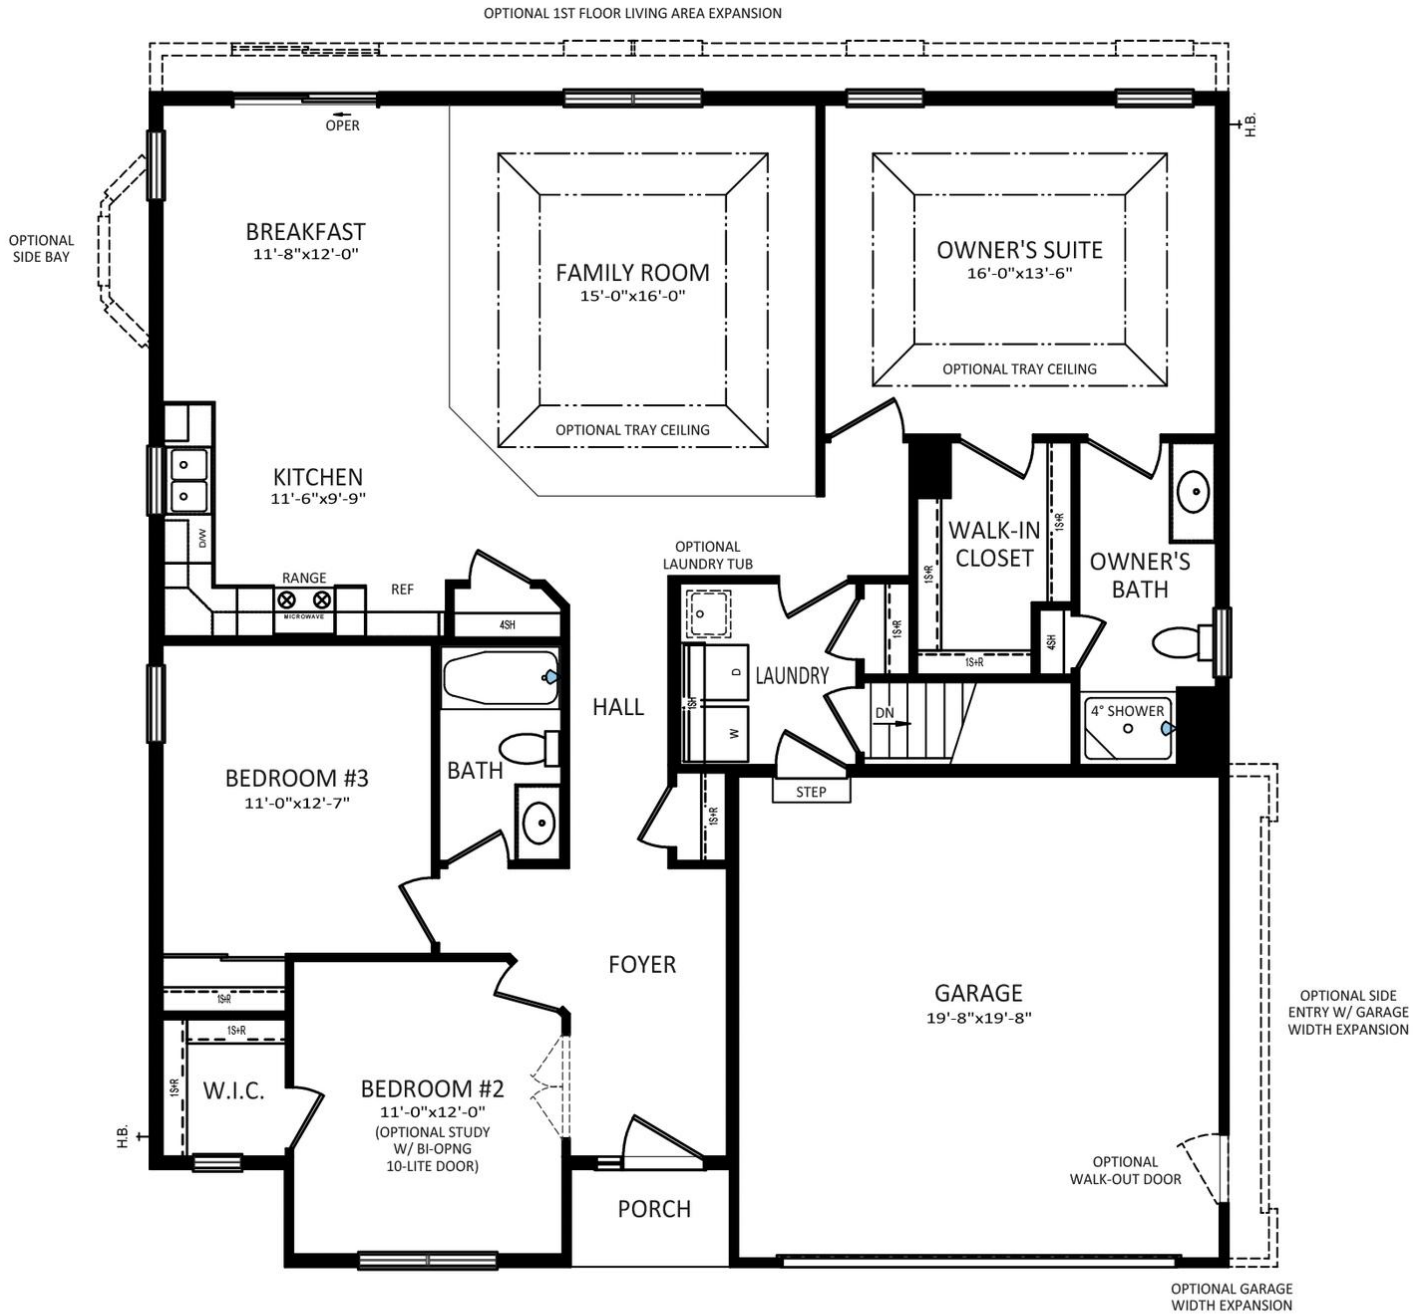 OPTIONAL 1ST FLOOR LIVING AREA EXPANSION
OPER
H.B.
OPTIONAL
SIDE BAY
BREAKFAST
11'-8"x12'-0"
FAMILY ROOM
15'-0"x16'-0"
OPTIONAL TRAY CEILING
OWNER'S SUITE
16'-0"x13'-6"
OPTIONAL TRAY CEILING
KITCHEN
11'-6"x9'-9"
D/W
RANGE
MICROWAVE
REF
4SH
OPTIONAL
LAUNDRY TUB
WALK-IN
CLOSET
1S+R
1S+R
1S+R
OWNER'S
BATH
4SH
4° SHOWER
LAUNDRY
D
W
1SH
1S+R
DN
STEP
HALL
BATH
BEDROOM #3
11'-0"x12'-7"
1S+R
1S+R
FOYER
GARAGE
19'-8"x19'-8"
OPTIONAL SIDE
ENTRY W/ GARAGE
WIDTH EXPANSION
1S+R
1S+R
W.I.C.
H.B.
BEDROOM #2
11'-0"x12'-0"
(OPTIONAL STUDY
W/ BI-OPNG
10-LITE DOOR)
OPTIONAL
WALK-OUT DOOR
PORCH
OPTIONAL GARAGE
WIDTH EXPANSION